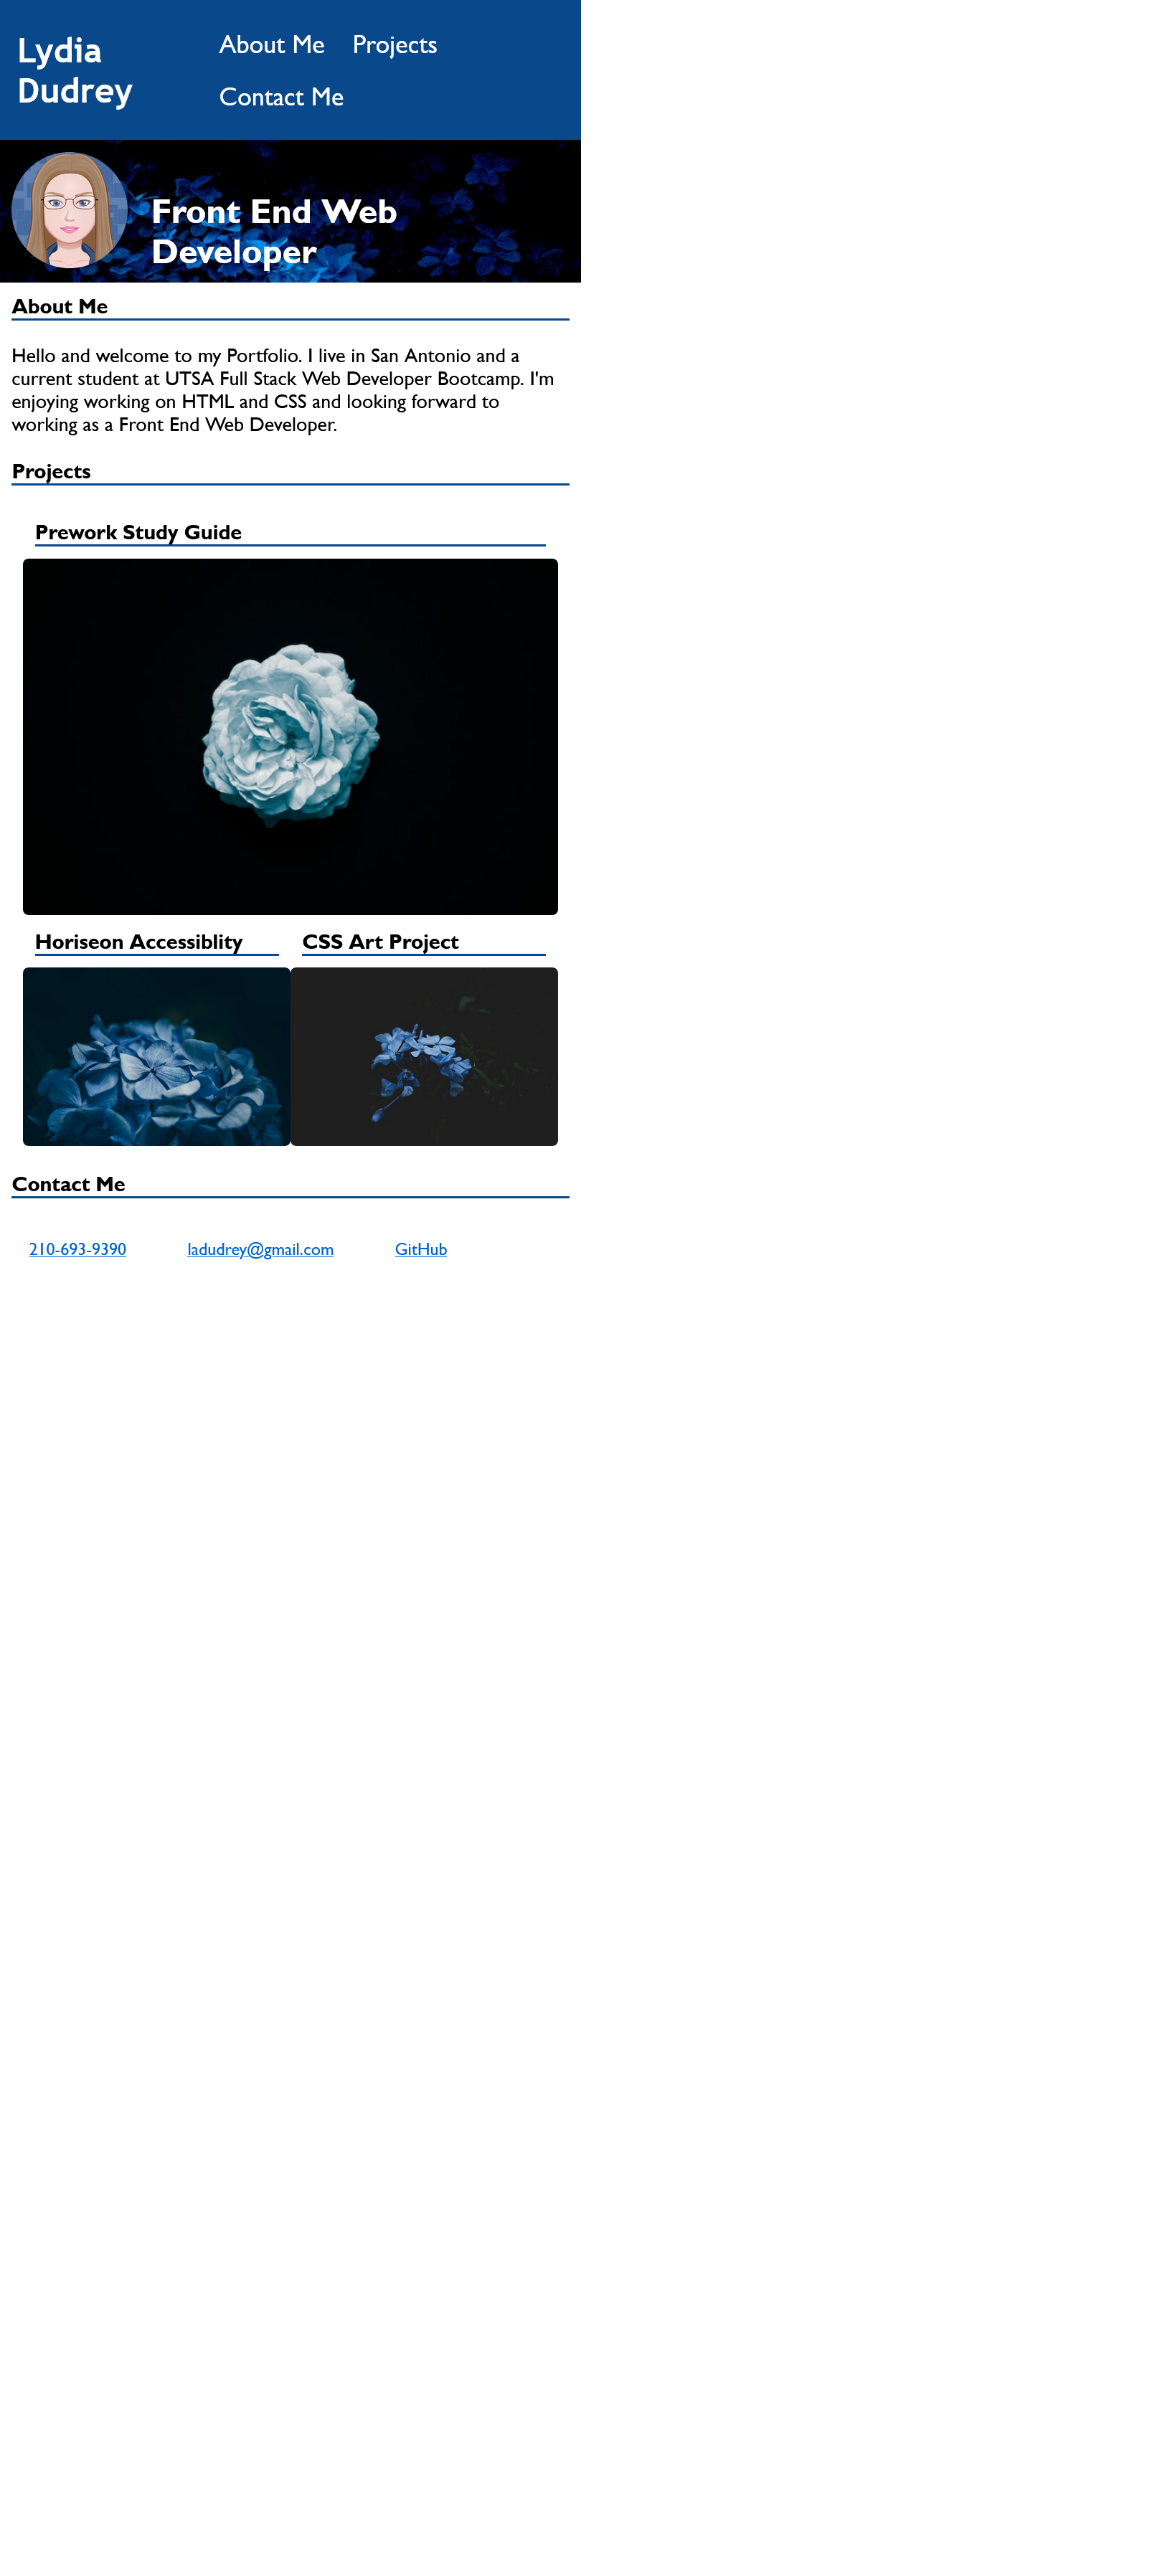 Lydia
Dudrey
About Me Projects
Contact Me
Front End Web
Developer
About Me
Hello and welcome to my Portfolio. I live in San Antonio and a
current student at UTSA Full Stack Web Developer Bootcamp. I'm
enjoying working on HTML and CSS and looking forward to
working as a Front End Web Developer.
Projects
Prework Study Guide
Horiseon Accessiblity
CSS Art Project
Contact Me
210-693-9390 ladudrey@gmail.com GitHub